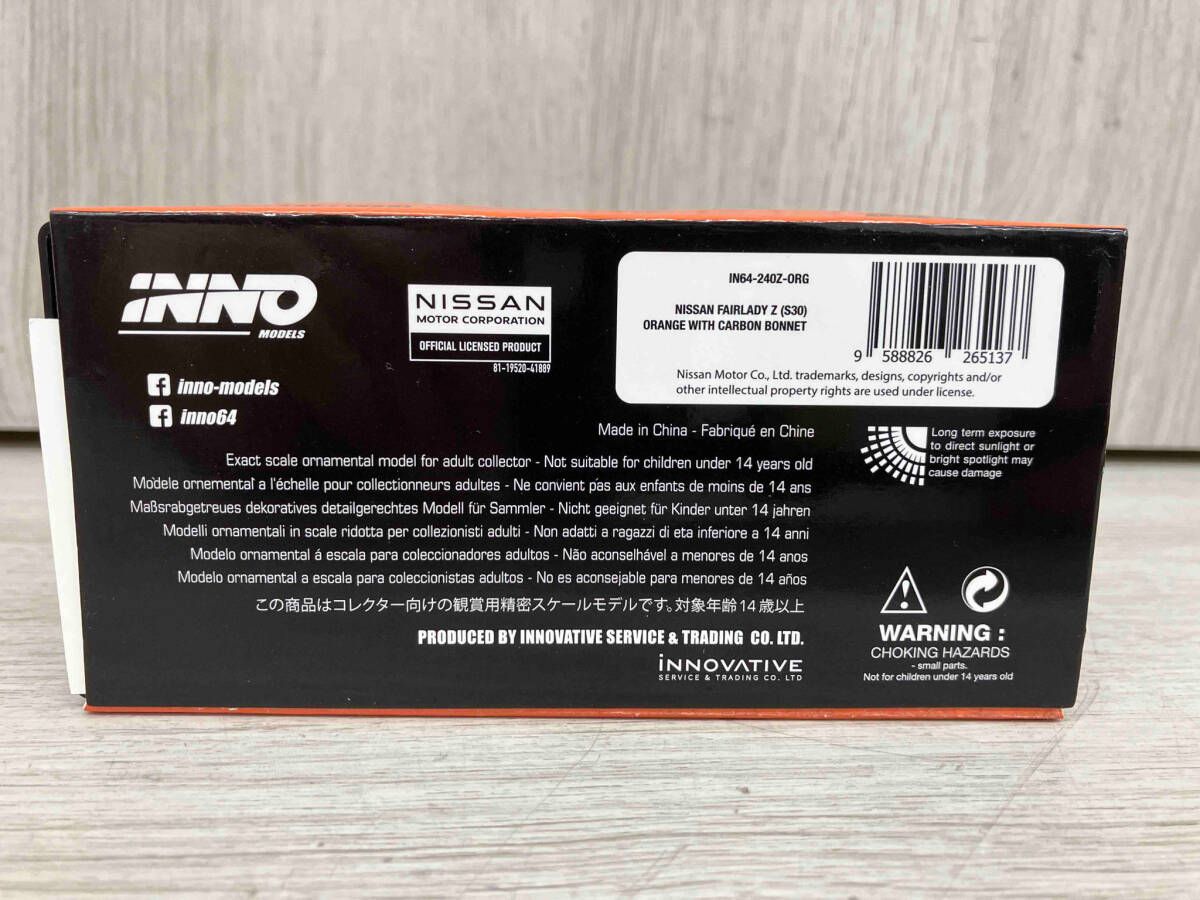 INNO
MODELS
inno-models
inno64
NISSAN
MOTOR CORPORATION
OFFICIAL LICENSED PRODUCT
81-19520-41889
IN64-240Z-ORG
NISSAN FAIRLADY Z (S30)
ORANGE WITH CARBON BONNET
9 588826 265137
Nissan Motor Co., Ltd. trademarks, designs, copyrights and/or
other intellectual property rights are used under license.
Made in China - Fabriqué en Chine
Long term exposure
to direct sunlight or
bright spotlight may
cause damage
Exact scale ornamental model for adult collector - Not suitable for children under 14 years old
Modèle ornemental a l'échelle pour collectionneurs adultes - Ne convient pas aux enfants de moins de 14 ans
Maßsrabgetreues dekoratives detailgerechtes Modell für Sammler - Nicht geeignet für Kinder unter 14 jahren
Modelli ornamentali in scale ridotta per collezionisti adulti - Non adatti a ragazzi di eta inferiore a 14 anni
Modelo ornamental á escala para coleccionadores adultos - Não aconselhável a menores de 14 anos
Modelo ornamental a escala para coleccionistas adultos - No es aconsejable para menores de 14 años
この商品はコレクター向けの観賞用精密スケールモデルです。対象年齢14歳以上
PRODUCED BY INNOVATIVE SERVICE & TRADING CO. LTD.
INNOVATIVE
SERVICE & TRADING CO. LTD
WARNING :
CHOKING HAZARDS
- small parts.
Not for children under 14 years old